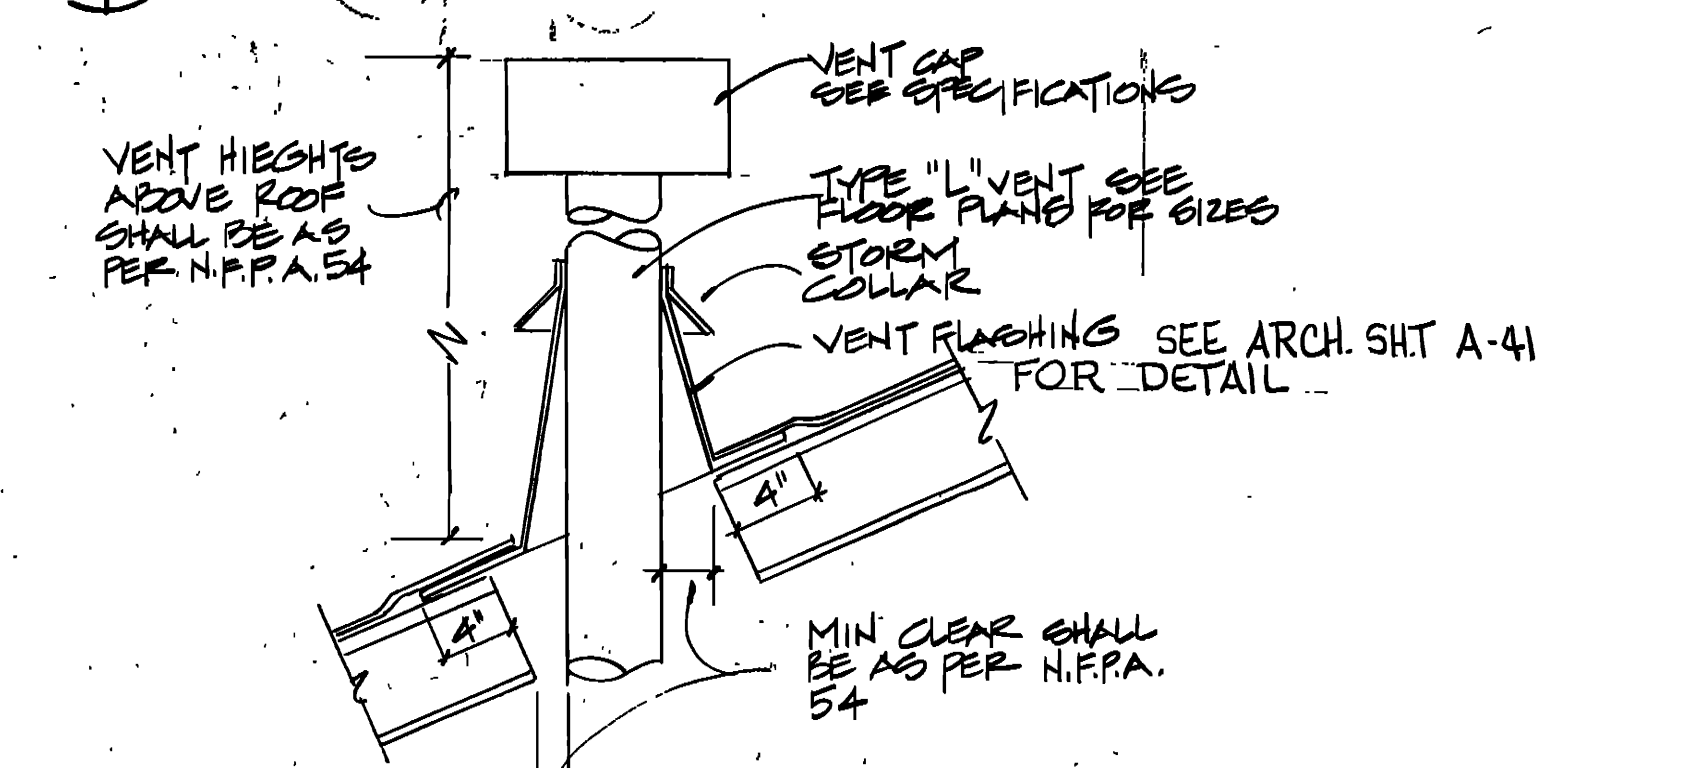 VENT CAP
SEE SPECIFICATIONS
VENT HIEGHTS
ABOVE ROOF
SHALL BE AS
PER. N.F.P.A. 54
TYPE "L" VENT SEE
FLOOR PLANS FOR SIZES
STORM
COLLAR
VENT FLASHING SEE ARCH. SH.T A-41
FOR DETAIL
4"
4"
MIN CLEAR SHALL
BE AS PER N.F.P.A.
54